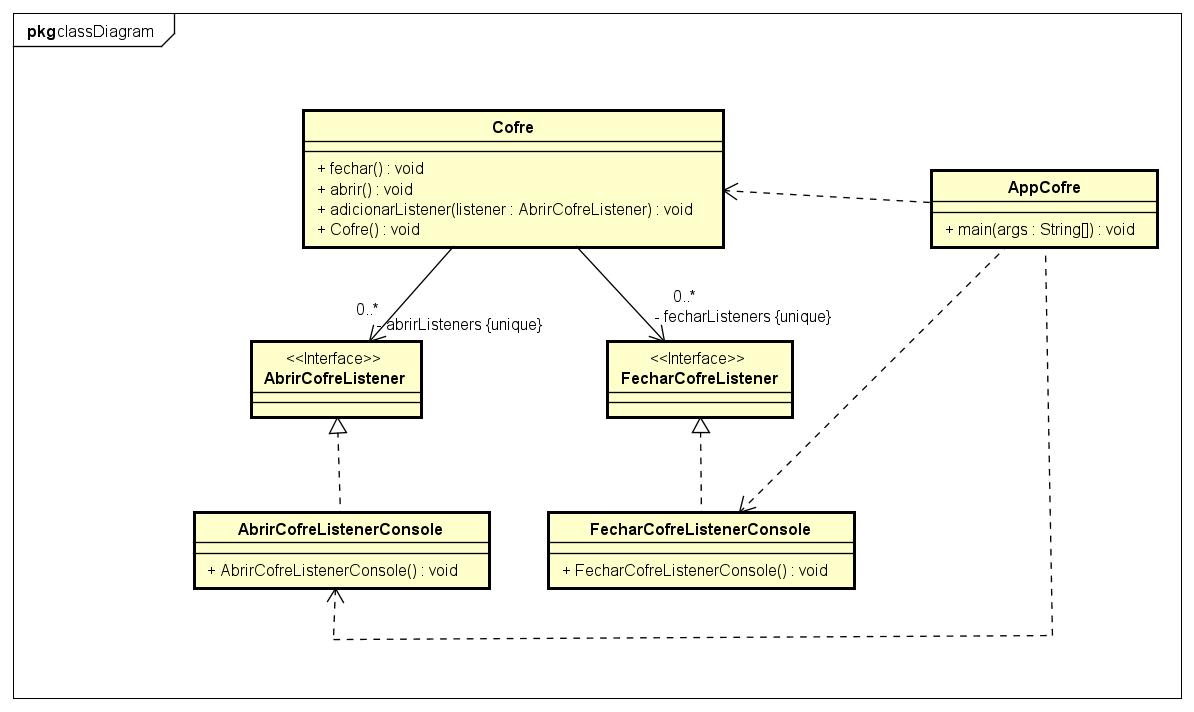 pkg classDiagram
Cofre
+ fechar() : void
+ abrir() : void
+ adicionarListener(listener : AbrirCofreListener) : void
+ Cofre() : void
AppCofre
+ main(args : String[]) : void
0..*
- abrirListeners {unique}
0..*
- fecharListeners {unique}
<<Interface>>
AbrirCofreListener
<<Interface>>
FecharCofreListener
AbrirCofreListenerConsole
+ AbrirCofreListenerConsole() : void
FecharCofreListenerConsole
+ FecharCofreListenerConsole() : void